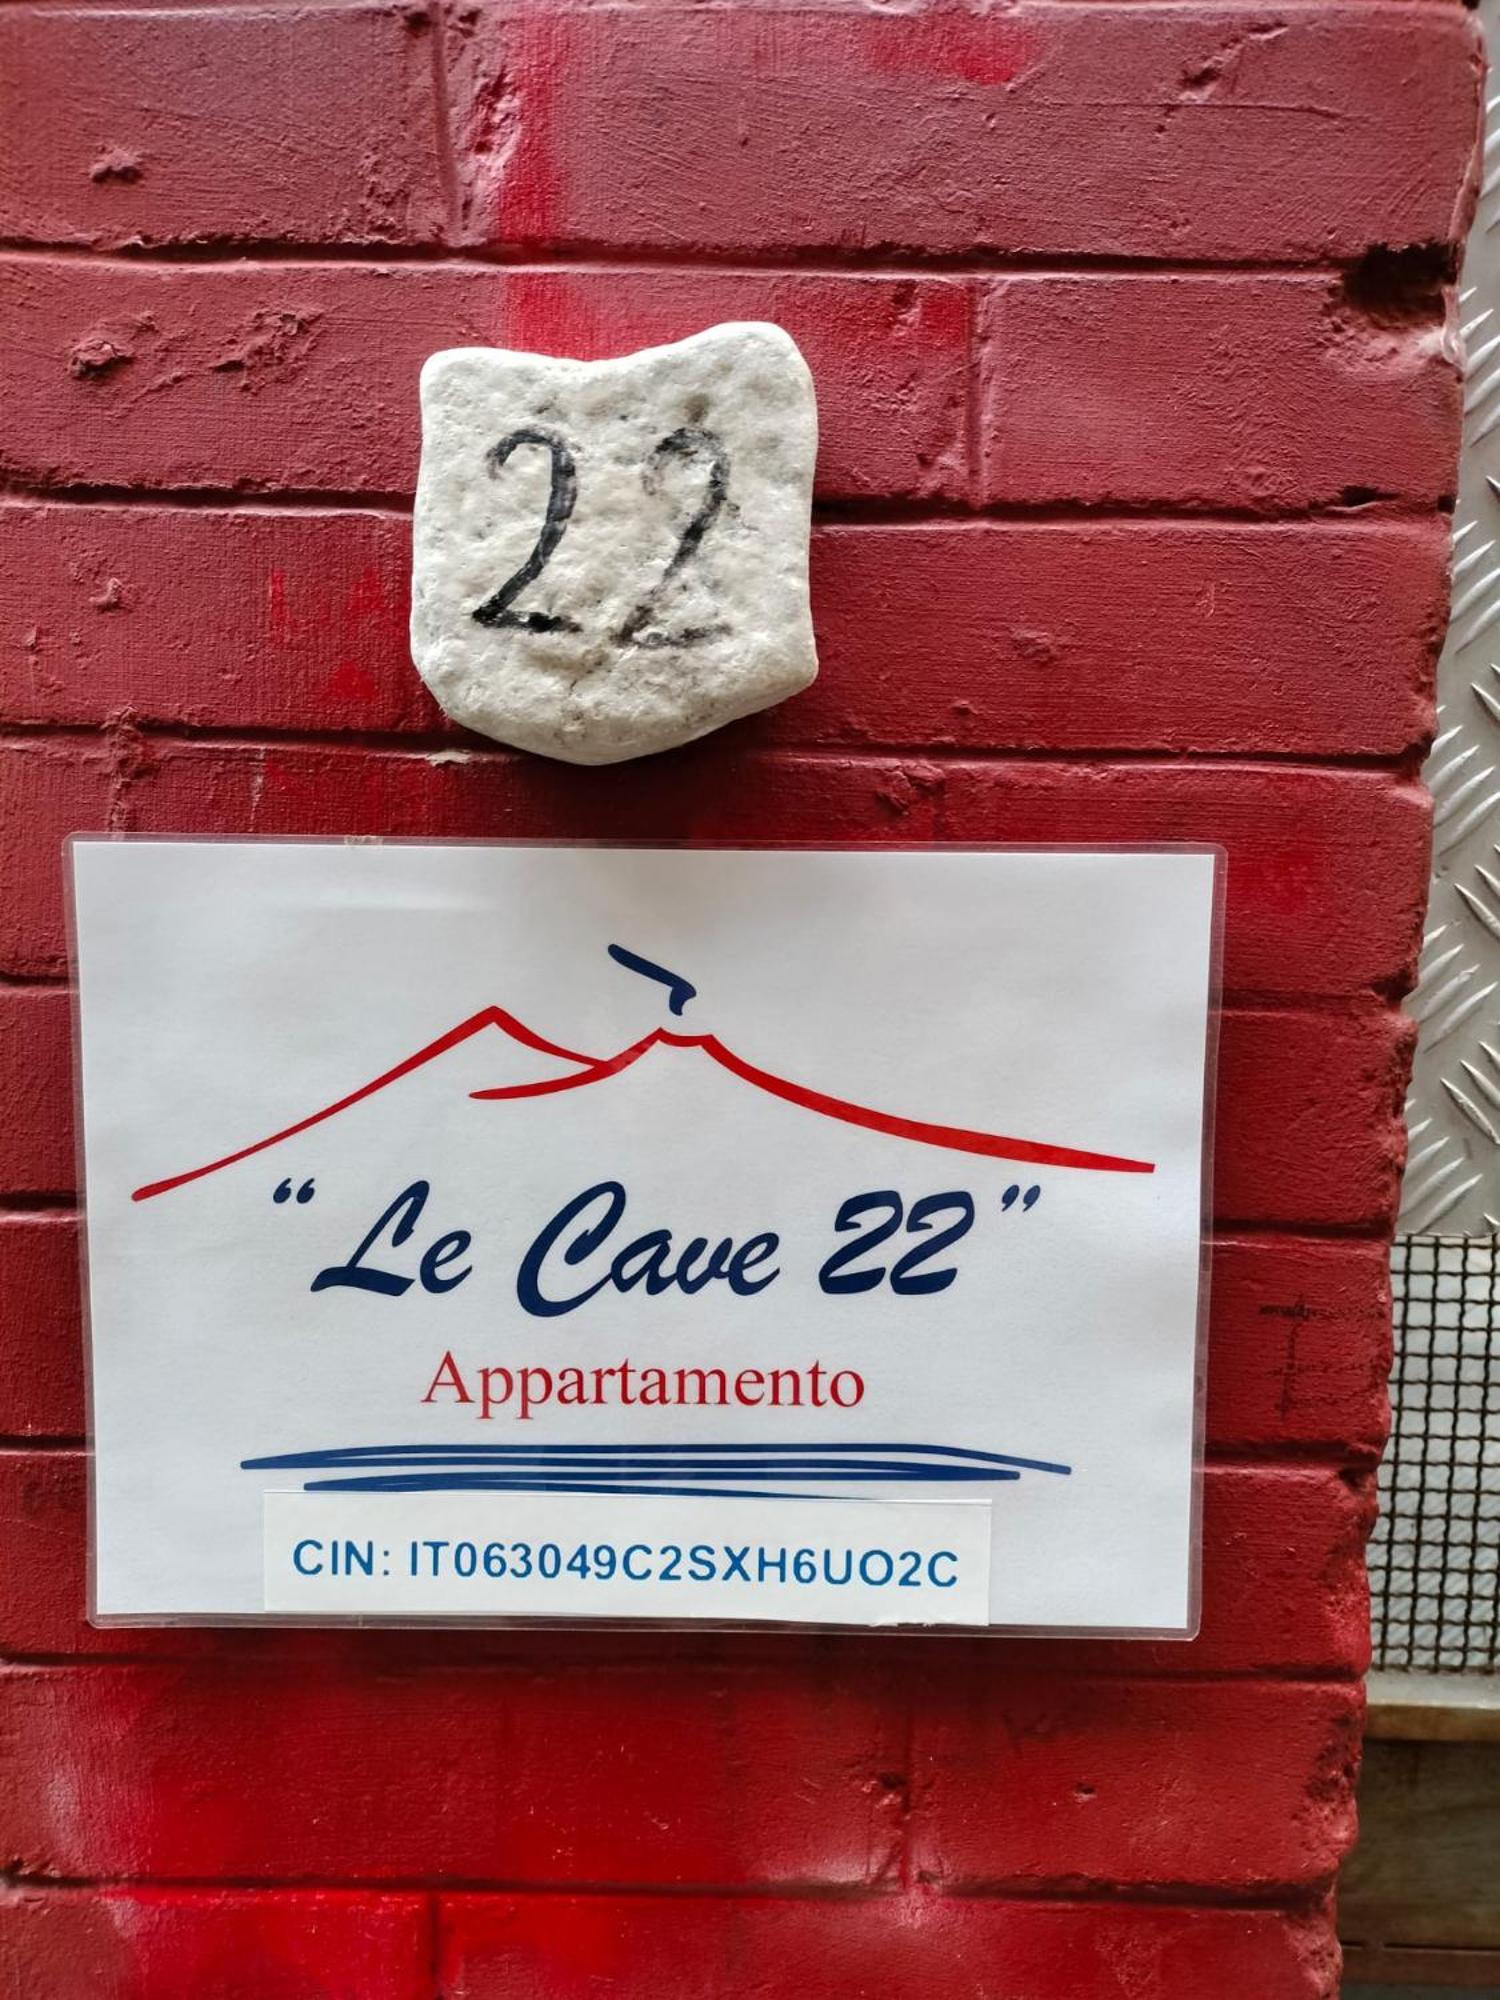 22
“Le Cave 22”
Appartamento
CIN: IT063049C2SXH6UO2C